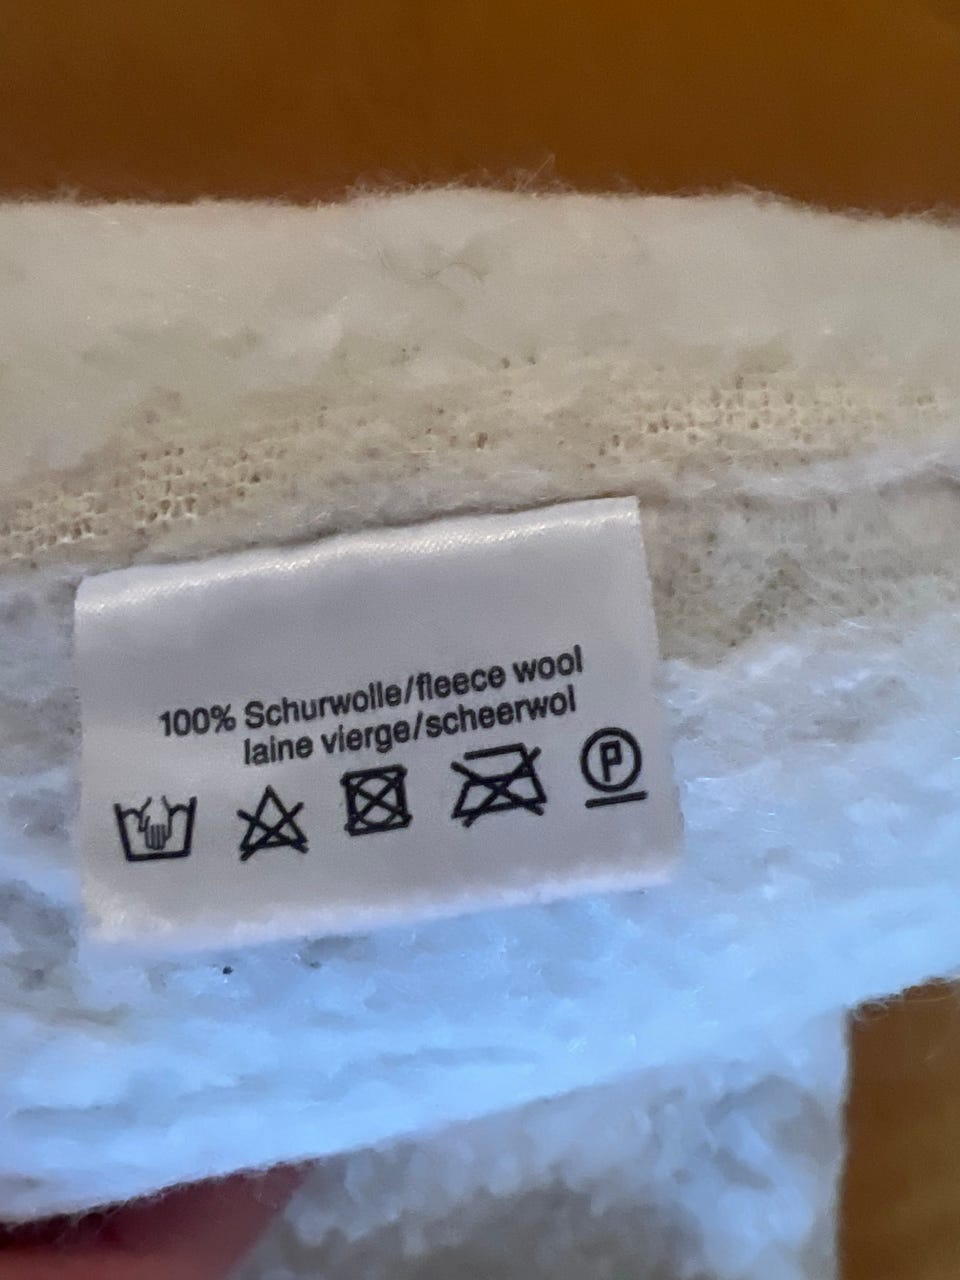 100% Schurwolle/fleece wool
laine vierge/scheerwol
P